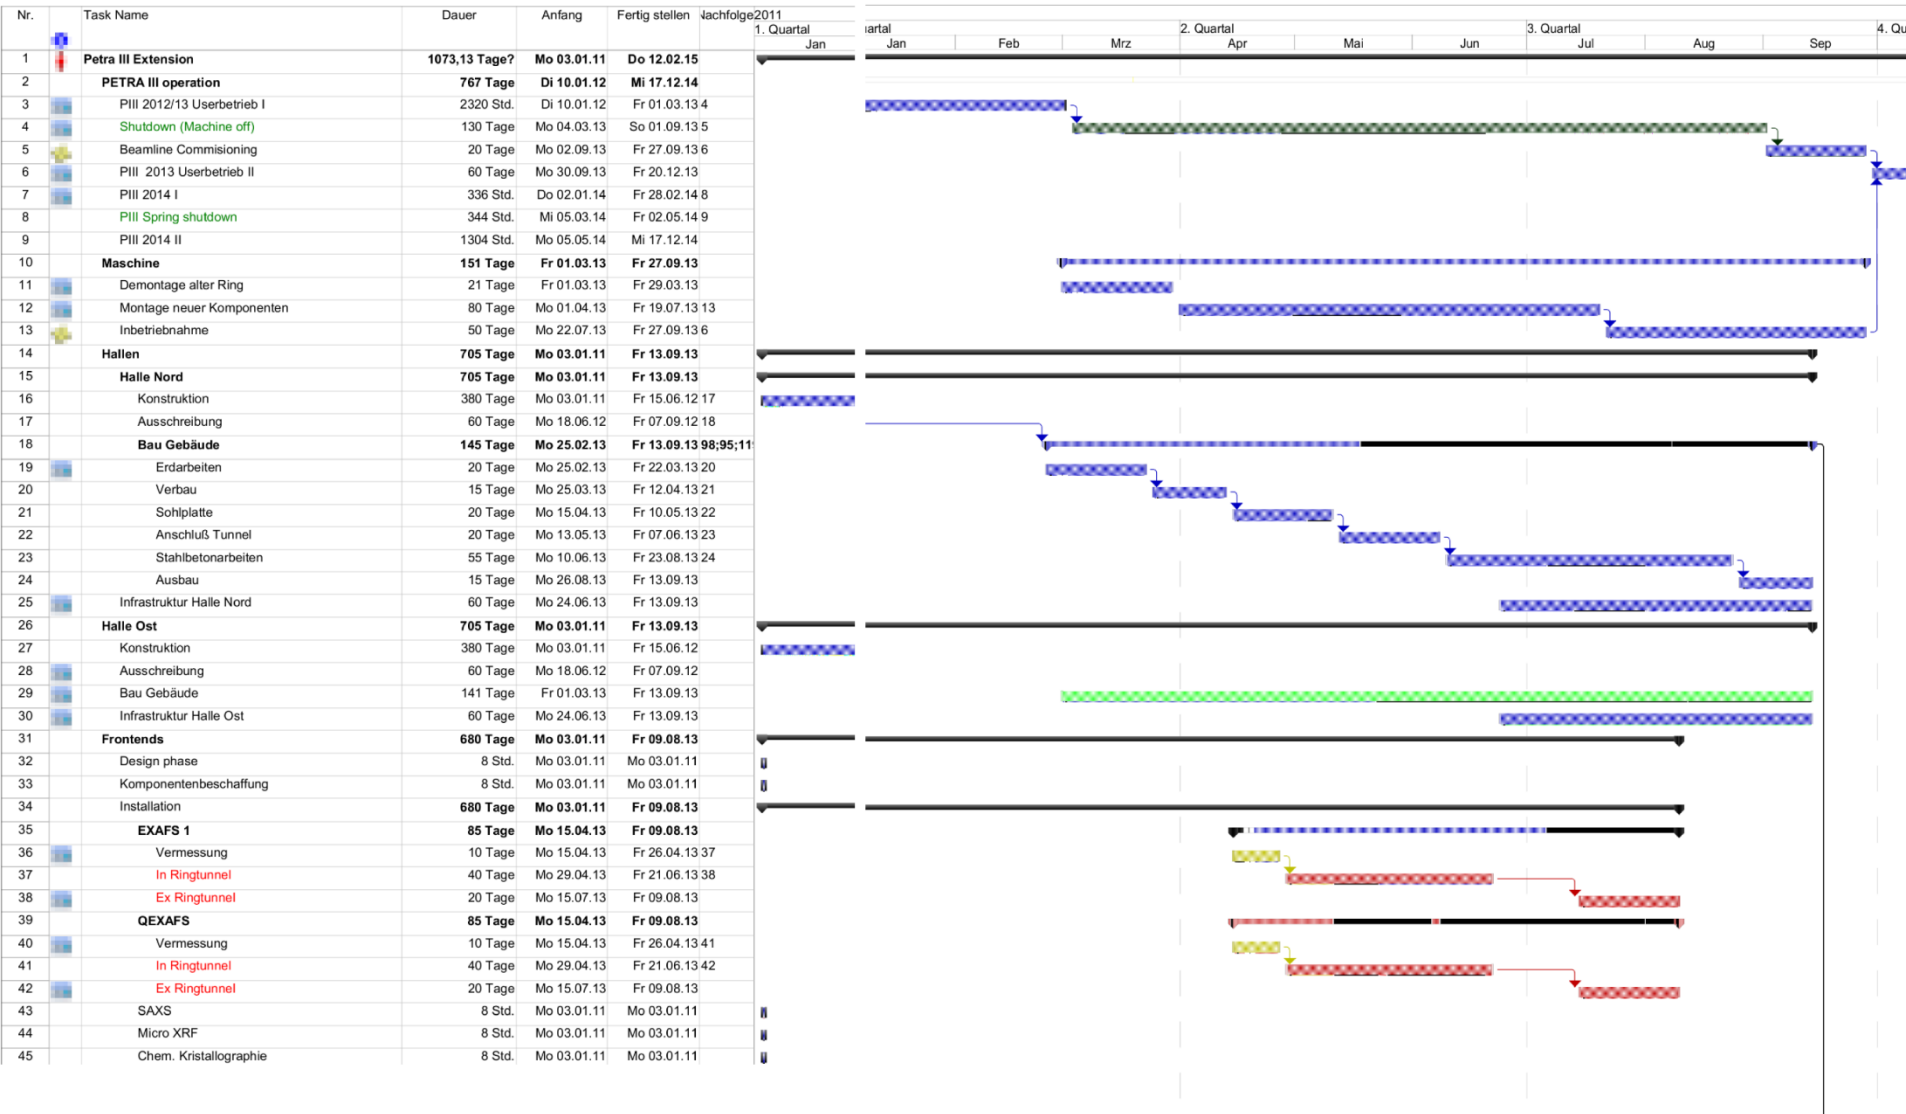 Nr. Task Name Dauer Anfang Fertig stellen Nachfolge 2011
1. Quartal artal 2. Quartal 3. Quartal 4. Qu
Jan Jan Feb Mrz Apr Mai Jun Jul Aug Sep
1 Petra III Extension 1073,13 Tage? Mo 03.01.11 Do 12.02.15
2 PETRA III operation 767 Tage Di 10.01.12 Mi 17.12.14
3 PIII 2012/13 Userbetrieb I 2320 Std. Di 10.01.12 Fr 01.03.13 4
4 Shutdown (Machine off) 130 Tage Mo 04.03.13 So 01.09.13 5
5 Beamline Commisioning 20 Tage Mo 02.09.13 Fr 27.09.13 6
6 PIII 2013 Userbetrieb II 60 Tage Mo 30.09.13 Fr 20.12.13
7 PIII 2014 I 336 Std. Do 02.01.14 Fr 28.02.14 8
8 PIII Spring shutdown 344 Std. Mi 05.03.14 Fr 02.05.14 9
9 PIII 2014 II 1304 Std. Mo 05.05.14 Mi 17.12.14
10 Maschine 151 Tage Fr 01.03.13 Fr 27.09.13
11 Demontage alter Ring 21 Tage Fr 01.03.13 Fr 29.03.13
12 Montage neuer Komponenten 80 Tage Mo 01.04.13 Fr 19.07.13 13
13 Inbetriebnahme 50 Tage Mo 22.07.13 Fr 27.09.13 6
14 Hallen 705 Tage Mo 03.01.11 Fr 13.09.13
15 Halle Nord 705 Tage Mo 03.01.11 Fr 13.09.13
16 Konstruktion 380 Tage Mo 03.01.11 Fr 15.06.12 17
17 Ausschreibung 60 Tage Mo 18.06.12 Fr 07.09.12 18
18 Bau Gebäude 145 Tage Mo 25.02.13 Fr 13.09.13 98;95;11
19 Erdarbeiten 20 Tage Mo 25.02.13 Fr 22.03.13 20
20 Verbau 15 Tage Mo 25.03.13 Fr 12.04.13 21
21 Sohlplatte 20 Tage Mo 15.04.13 Fr 10.05.13 22
22 Anschluß Tunnel 20 Tage Mo 13.05.13 Fr 07.06.13 23
23 Stahlbetonarbeiten 55 Tage Mo 10.06.13 Fr 23.08.13 24
24 Ausbau 15 Tage Mo 26.08.13 Fr 13.09.13
25 Infrastruktur Halle Nord 60 Tage Mo 24.06.13 Fr 13.09.13
26 Halle Ost 705 Tage Mo 03.01.11 Fr 13.09.13
27 Konstruktion 380 Tage Mo 03.01.11 Fr 15.06.12
28 Ausschreibung 60 Tage Mo 18.06.12 Fr 07.09.12
29 Bau Gebäude 141 Tage Fr 01.03.13 Fr 13.09.13
30 Infrastruktur Halle Ost 60 Tage Mo 24.06.13 Fr 13.09.13
31 Frontends 680 Tage Mo 03.01.11 Fr 09.08.13
32 Design phase 8 Std. Mo 03.01.11 Mo 03.01.11
33 Komponentenbeschaffung 8 Std. Mo 03.01.11 Mo 03.01.11
34 Installation 680 Tage Mo 03.01.11 Fr 09.08.13
35 EXAFS 1 85 Tage Mo 15.04.13 Fr 09.08.13
36 Vermessung 10 Tage Mo 15.04.13 Fr 26.04.13 37
37 In Ringtunnel 40 Tage Mo 29.04.13 Fr 21.06.13 38
38 Ex Ringtunnel 20 Tage Mo 15.07.13 Fr 09.08.13
39 QEXAFS 85 Tage Mo 15.04.13 Fr 09.08.13
40 Vermessung 10 Tage Mo 15.04.13 Fr 26.04.13 41
41 In Ringtunnel 40 Tage Mo 29.04.13 Fr 21.06.13 42
42 Ex Ringtunnel 20 Tage Mo 15.07.13 Fr 09.08.13
43 SAXS 8 Std. Mo 03.01.11 Mo 03.01.11
44 Micro XRF 8 Std. Mo 03.01.11 Mo 03.01.11
45 Chem. Kristallographie 8 Std. Mo 03.01.11 Mo 03.01.11